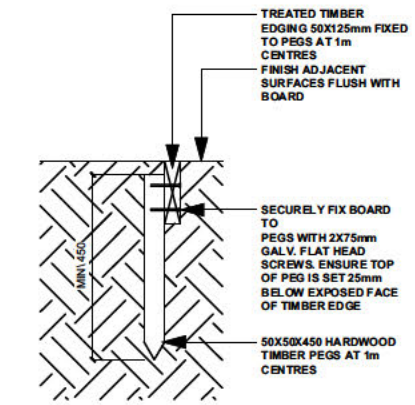 TREATED TIMBER
EDGING 50X125mm FIXED
TO PEGS AT 1m
CENTRES
FINISH ADJACENT
SURFACES FLUSH WITH
BOARD
MIN1450
SECURELY FIX BOARD
TO
PEGS WITH 2X75mm
GALV. FLAT HEAD
SCREWS. ENSURE TOP
OF PEG IS SET 25mm
BELOW EXPOSED FACE
OF TIMBER EDGE
50X50X450 HARDWOOD
TIMBER PEGS AT 1m
CENTRES